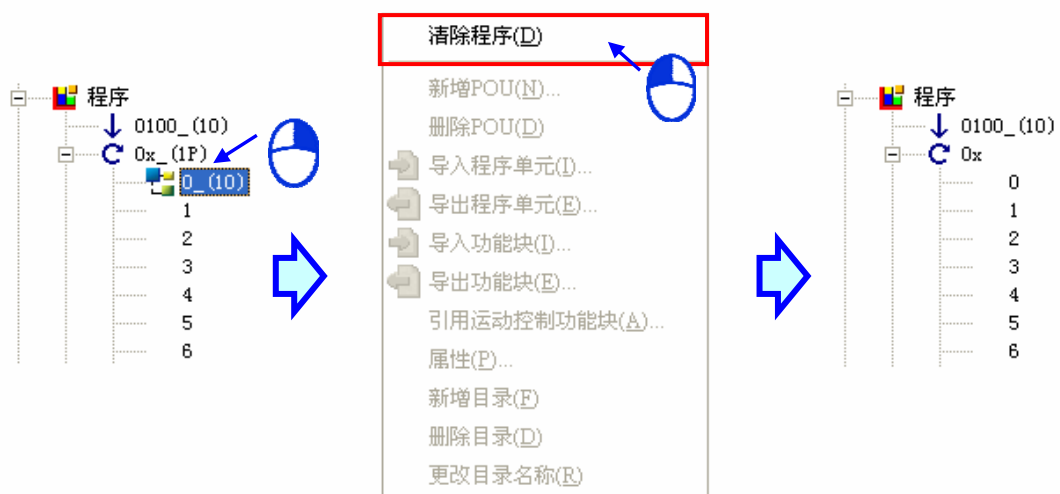 程序
0100_(10)
0x_(1P)
0_(10)
1
2
3
4
5
6
清除程序(D)
新增POU(N)...
删除POU(D)
导入程序单元(I)...
导出程序单元(E)...
导入功能块(I)...
导出功能块(E)...
引用运动控制功能块(A)...
属性(P)...
新增目录(F)
删除目录(D)
更改目录名称(R)
程序
0100_(10)
0x
0
1
2
3
4
5
6